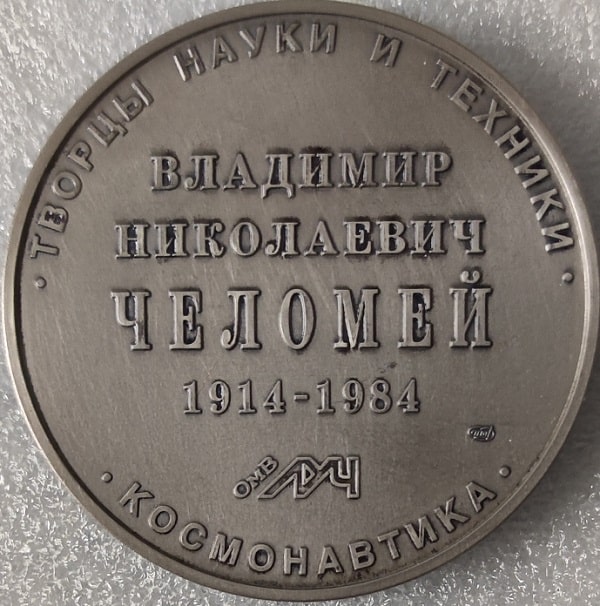 · ТВОРЦЫ НАУКИ И ТЕХНИКИ ·
ВЛАДИМИР
НИКОЛАЕВИЧ
ЧЕЛОМЕЙ
1914-1984
ОМВ
· КОСМОНАВТИКА ·